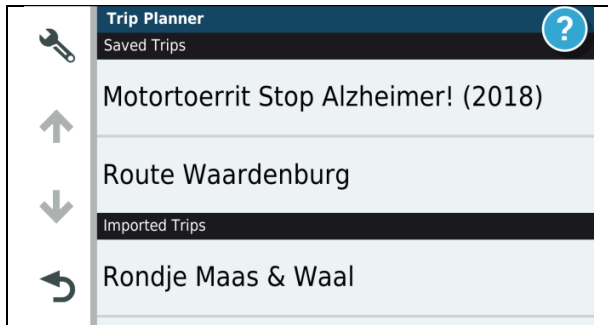 Trip Planner
?
Saved Trips
Motortoerrit Stop Alzheimer! (2018)
Route Waardenburg
Imported Trips
Rondje Maas & Waal